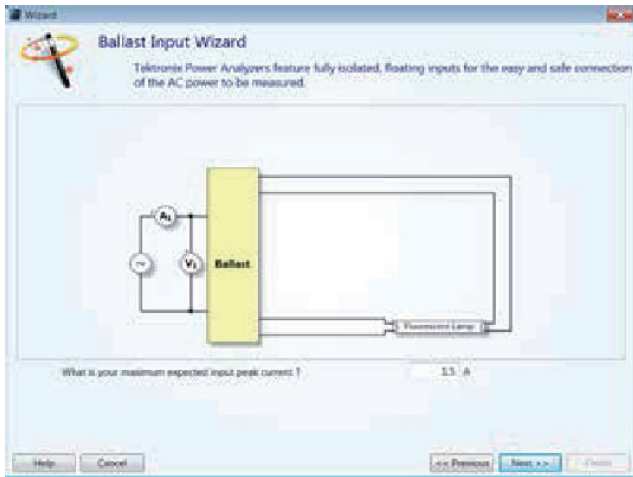 Wizard
Ballast Input Wizard
Tektronix Power Analyzers feature fully isolated, floating inputs for the easy and safe connection
of the AC power to be measured.
A1
V1
Ballast
Fluorescent Lamp
What is your maximum expected input peak current ?
A
Help
Cancel
<< Previous
Next >>
Finish